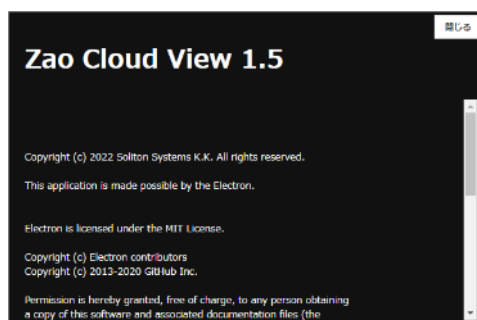 閉じる
Zao Cloud View 1.5
Copyright (c) 2022 Soliton Systems K.K. All rights reserved.
This application is made possible by the Electron.
Electron is licensed under the MIT License.
Copyright (c) Electron contributors
Copyright (c) 2013-2020 GitHub Inc.
Permission is hereby granted, free of charge, to any person obtaining
a copy of this software and associated documentation files (the